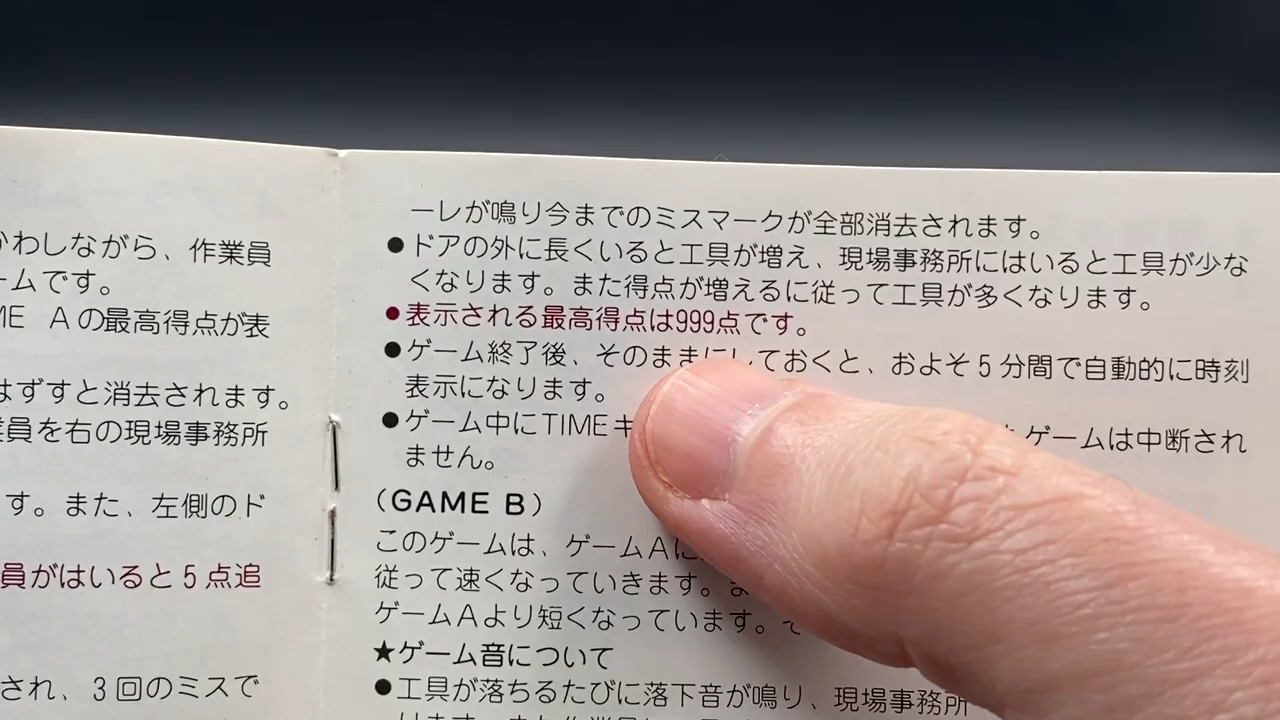 かわしながら、作業員
ームです。
ME Aの最高得点が表
はずすと消去されます。
業員を右の現場事務所
す。また、左側のド
員がはいると5点追
され、3回のミスで
ーレが鳴り今までのミスマークが全部消去されます。
●ドアの外に長くいると工具が増え、現場事務所にはいると工具が少な
くなります。また得点が増えるに従って工具が多くなります。
●表示される最高得点は999点です。
●ゲーム終了後、そのままにしておくと、およそ5分間で自動的に時刻
表示になります。
●ゲーム中にTIMEキ
ゲームは中断され
ません。
(GAME B)
このゲームは、ゲームAに
従って速くなっていきます。ま
ゲームAより短くなっています。
★ゲーム音について
●工具が落ちるたびに落下音が鳴り、現場事務所